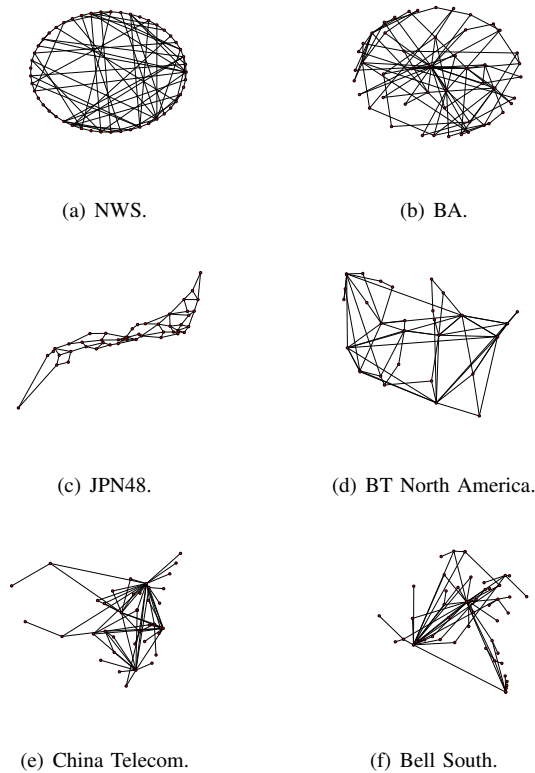 (a) NWS.
(b) BA.
(c) JPN48.
(d) BT North America.
(e) China Telecom.
(f) Bell South.